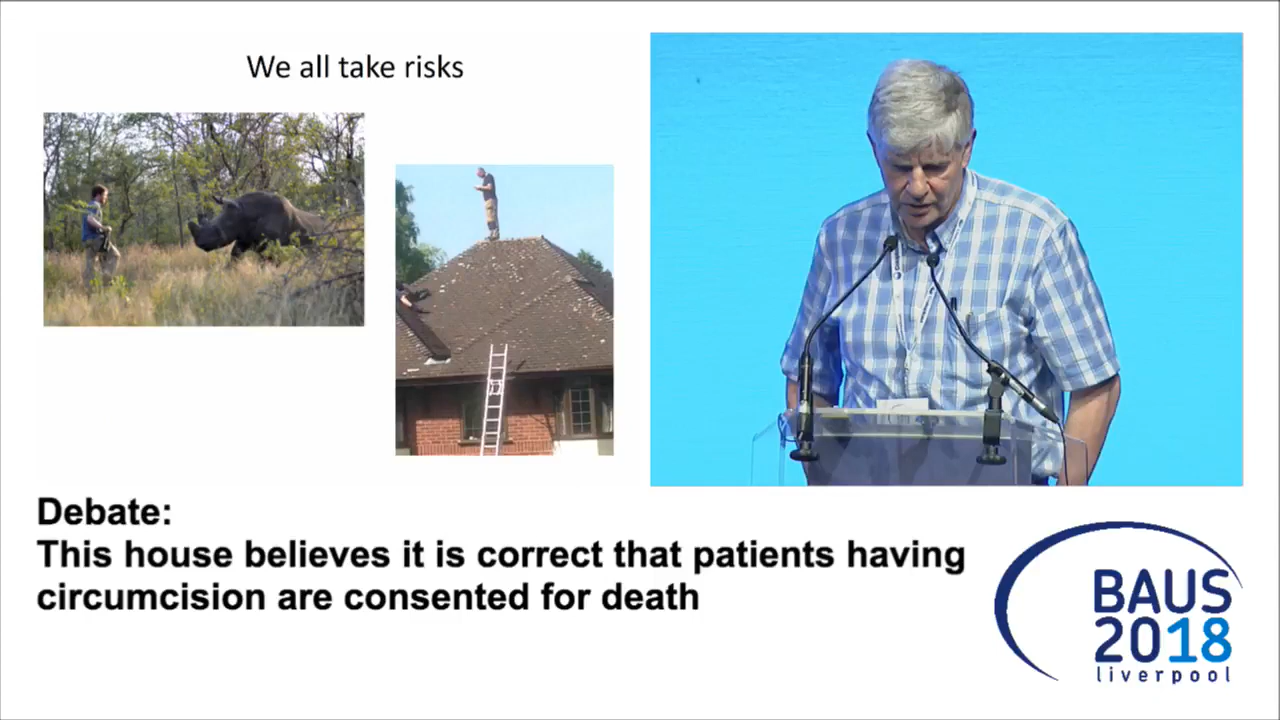 We all take risks
Debate:
This house believes it is correct that patients having
circumcision are consented for death
BAUS
2018
liverpool